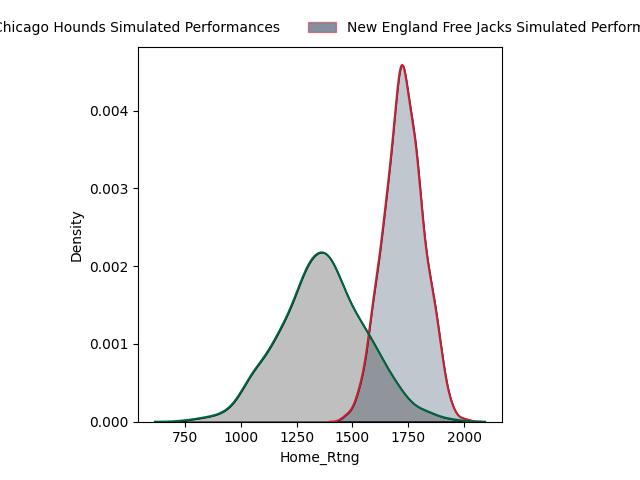 Chicago Hounds Simulated Performances
New England Free Jacks Simulated Perform
0.004
0.003
0.002
0.001
0.000
Density
750 1000 1250 1500 1750 2000
Home_Rtng